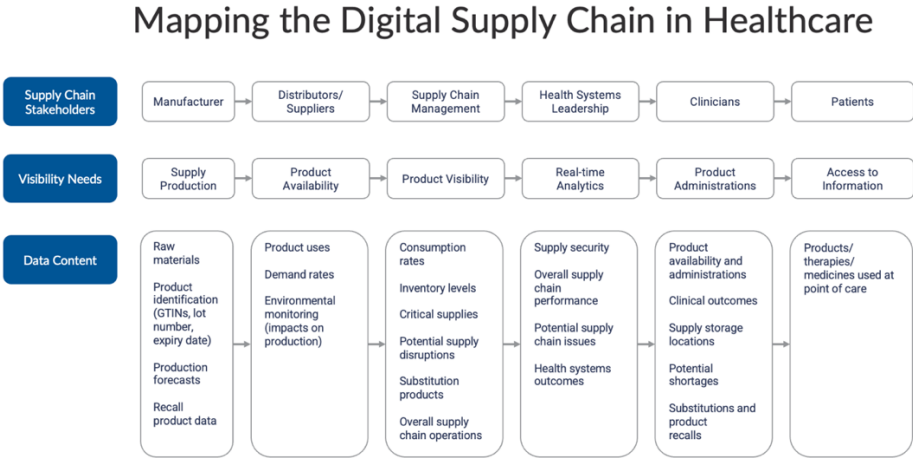 Mapping the Digital Supply Chain in Healthcare
Supply Chain
Stakeholders
Manufacturer
Distributors/
Suppliers
Supply Chain
Management
Health Systems
Leadership
Clinicians
Patients
Visibility Needs
Supply
Production
Product
Availability
Product Visibility
Real-time
Analytics
Product
Administrations
Access to
Information
Data Content
Raw
materials
Product
identification
(GTINs, lot
number,
expiry date)
Production
forecasts
Recall
product data
Product uses
Demand rates
Environmental
monitoring
(impacts on
production)
Consumption
rates
Inventory levels
Critical supplies
Potential supply
disruptions
Substitution
products
Overall supply
chain operations
Supply security
Overall supply
chain
performance
Potential supply
chain issues
Health systems
outcomes
Product
availability and
administrations
Clinical outcomes
Supply storage
locations
Potential
shortages
Substitutions and
product
recalls
Products/
therapies/
medicines used at
point of care